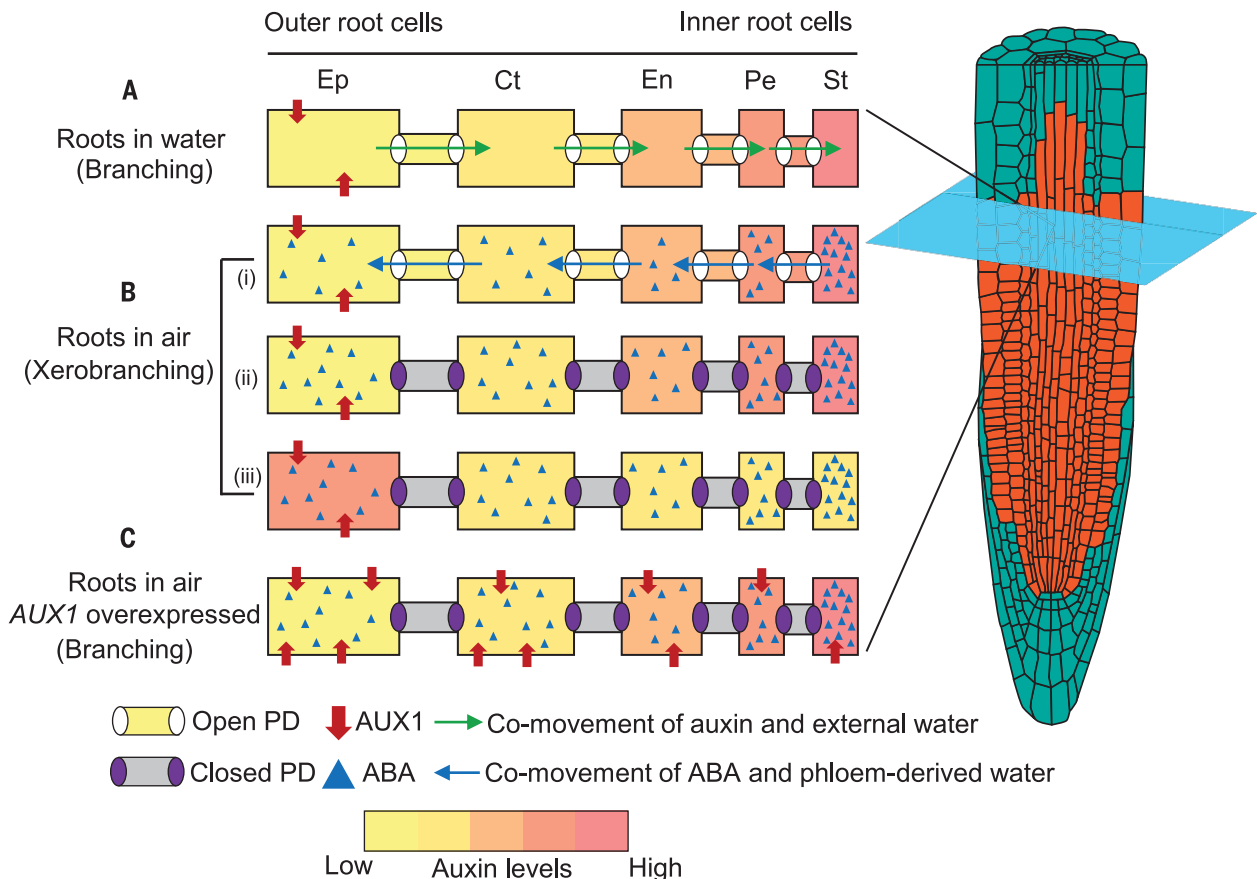 Outer root cells Inner root cells
Ep Ct En Pe St
A
Roots in water
(Branching)
(i)
B
Roots in air
(Xerobranching)
(ii)
(iii)
C
Roots in air
AUX1 overexpressed
(Branching)
Open PD AUX1 Co-movement of auxin and external water
Closed PD ABA Co-movement of ABA and phloem-derived water
Low Auxin levels High